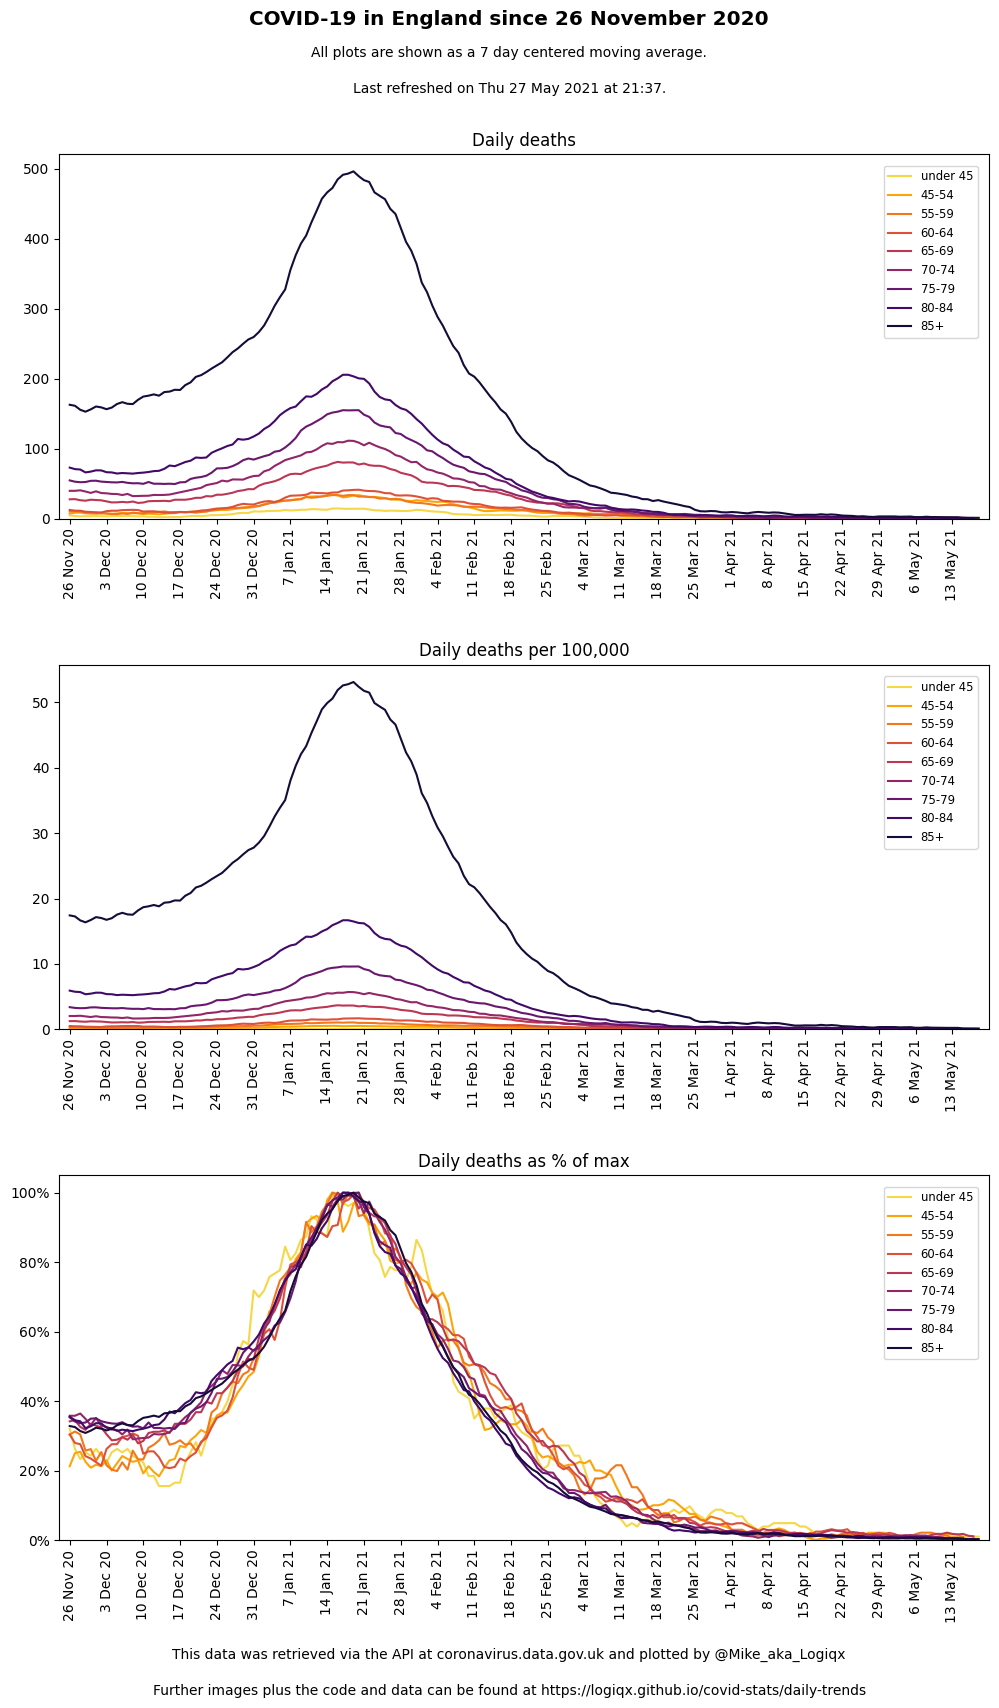 COVID-19 in England since 26 November 2020
All plots are shown as a 7 day centered moving average.
Last refreshed on Thu 27 May 2021 at 21:37.
Daily deaths
500
400
300
200
100
0
under 45
45-54
55-59
60-64
65-69
70-74
75-79
80-84
85+
26 Nov 20
3 Dec 20
10 Dec 20
17 Dec 20
24 Dec 20
31 Dec 20
7 Jan 21
14 Jan 21
21 Jan 21
28 Jan 21
4 Feb 21
11 Feb 21
18 Feb 21
25 Feb 21
4 Mar 21
11 Mar 21
18 Mar 21
25 Mar 21
1 Apr 21
8 Apr 21
15 Apr 21
22 Apr 21
29 Apr 21
6 May 21
13 May 21
Daily deaths per 100,000
50
40
30
20
10
0
under 45
45-54
55-59
60-64
65-69
70-74
75-79
80-84
85+
26 Nov 20
3 Dec 20
10 Dec 20
17 Dec 20
24 Dec 20
31 Dec 20
7 Jan 21
14 Jan 21
21 Jan 21
28 Jan 21
4 Feb 21
11 Feb 21
18 Feb 21
25 Feb 21
4 Mar 21
11 Mar 21
18 Mar 21
25 Mar 21
1 Apr 21
8 Apr 21
15 Apr 21
22 Apr 21
29 Apr 21
6 May 21
13 May 21
Daily deaths as % of max
100%
80%
60%
40%
20%
0%
under 45
45-54
55-59
60-64
65-69
70-74
75-79
80-84
85+
26 Nov 20
3 Dec 20
10 Dec 20
17 Dec 20
24 Dec 20
31 Dec 20
7 Jan 21
14 Jan 21
21 Jan 21
28 Jan 21
4 Feb 21
11 Feb 21
18 Feb 21
25 Feb 21
4 Mar 21
11 Mar 21
18 Mar 21
25 Mar 21
1 Apr 21
8 Apr 21
15 Apr 21
22 Apr 21
29 Apr 21
6 May 21
13 May 21
This data was retrieved via the API at coronavirus.data.gov.uk and plotted by @Mike_aka_Logiqx
Further images plus the code and data can be found at https://logiqx.github.io/covid-stats/daily-trends